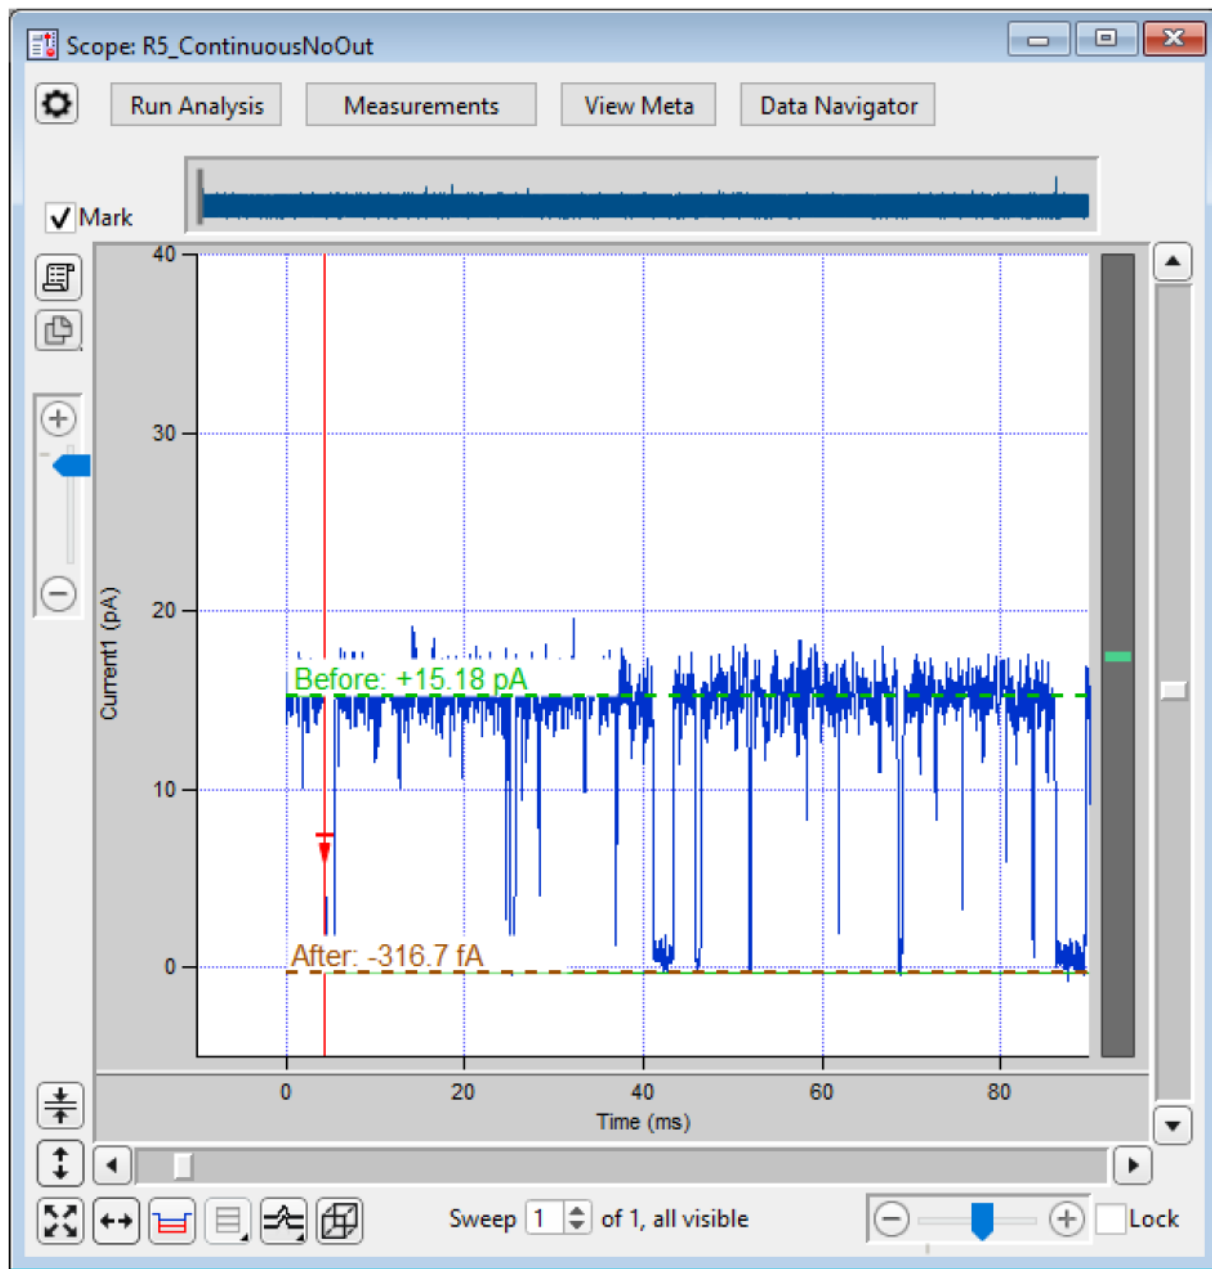 Scope: R5_ContinuousNoOut
Run Analysis Measurements View Meta Data Navigator
Mark
40
30
20
10
0
Current1 (pA)
Before: +15.18 pA
After: -316.7 fA
0 20 40 60 80
Time (ms)
Sweep 1 of 1, all visible
Lock